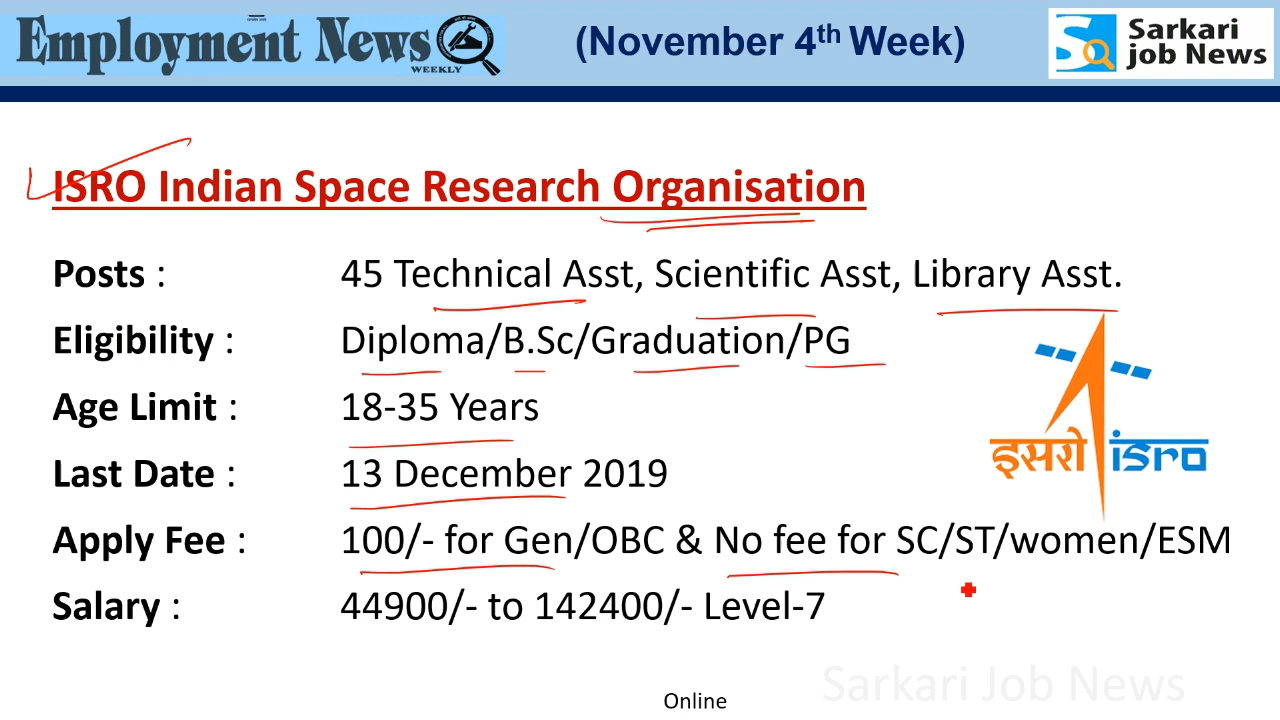 Employment News
WEEKLY
(November 4th Week)
Sarkari
job News
ISRO Indian Space Research Organisation
Posts : 45 Technical Asst, Scientific Asst, Library Asst.
Eligibility : Diploma/B.Sc/Graduation/PG
Age Limit : 18-35 Years
Last Date : 13 December 2019
Apply Fee : 100/- for Gen/OBC & No fee for SC/ST/women/ESM
Salary : 44900/- to 142400/- Level-7
इसरो isro
Sarkari Job News
Online